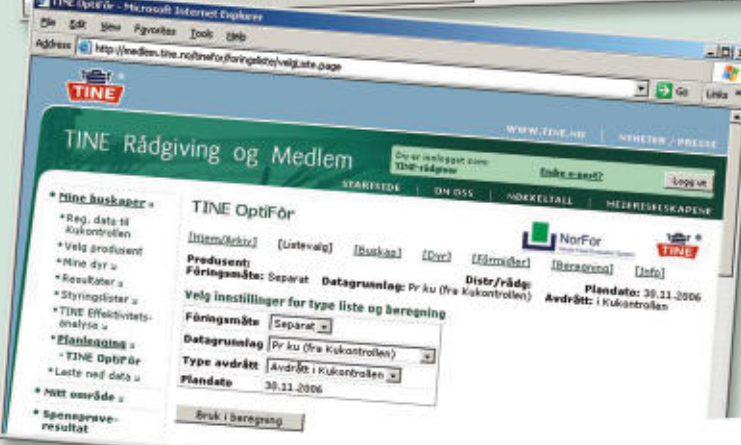 TINE OptiFôr - Microsoft Internet Explorer
File Edit View Favorites Tools Help
Address http://medlem.tine.no/tinefor/foringsliste/velgListe.page
Go Links
TINE
WWW.TINE.NO | NYHETER / PRESSE
TINE Rådgiving og Medlem
Du er innlogget som:
TINE-rådgiver
Endre e-post?
Logg ut
STARTSIDE | OM OSS | NØKKELTALL | MEIERISELSKAPENE
Mine buskaper
Reg. data til
Kukontrollen
Velg produsent
Mine dyr
Resultater
Styringslister
TINE Effektivitets-
analyse
Planlegging
TINE OptiFôr
Laste ned data
Mitt område
Speneprøve-
resultat
TINE OptiFôr
NorFor
TINE
[Hjem/Arkiv] [Listevalg] [Buskap] [Dyr] [Fôrmidler] [Beregning] [Info]
Produsent: Distr/rådg: Plandato: 30.11.2006
Fôringsmåte: Separat Datagrunnlag: Pr ku (fra Kukontrollen) Avdrått: i Kukontrollen
Velg innstillinger for type liste og beregning
Fôringsmåte Separat
Datagrunnlag Pr ku (fra Kukontrollen)
Type avdrått Avdrått i Kukontrollen
Plandato 30.11.2006
Bruk i beregning